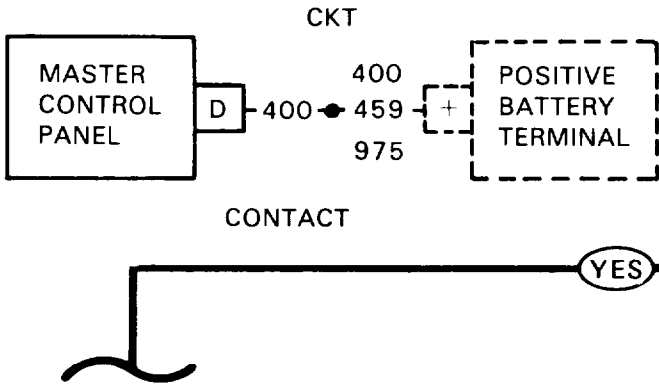 CKT
MASTER
CONTROL
PANEL
D
400
400
459
975
+
POSITIVE
BATTERY
TERMINAL
CONTACT
YES